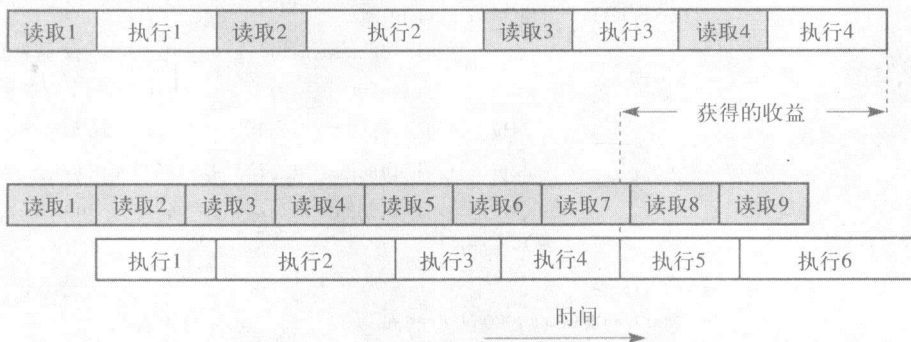 读取1 执行1 读取2 执行2 读取3 执行3 读取4 执行4
获得的收益
读取1 读取2 读取3 读取4 读取5 读取6 读取7 读取8 读取9
执行1 执行2 执行3 执行4 执行5 执行6
时间